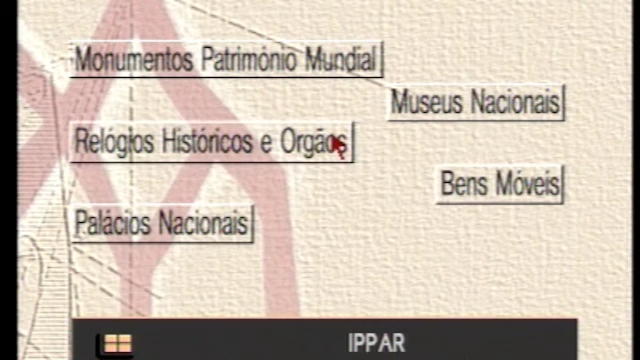 Monumentos Património Mundial
Museus Nacionais
Relógios Históricos e Orgãos
Bens Móveis
Palácios Nacionais
IPPAR